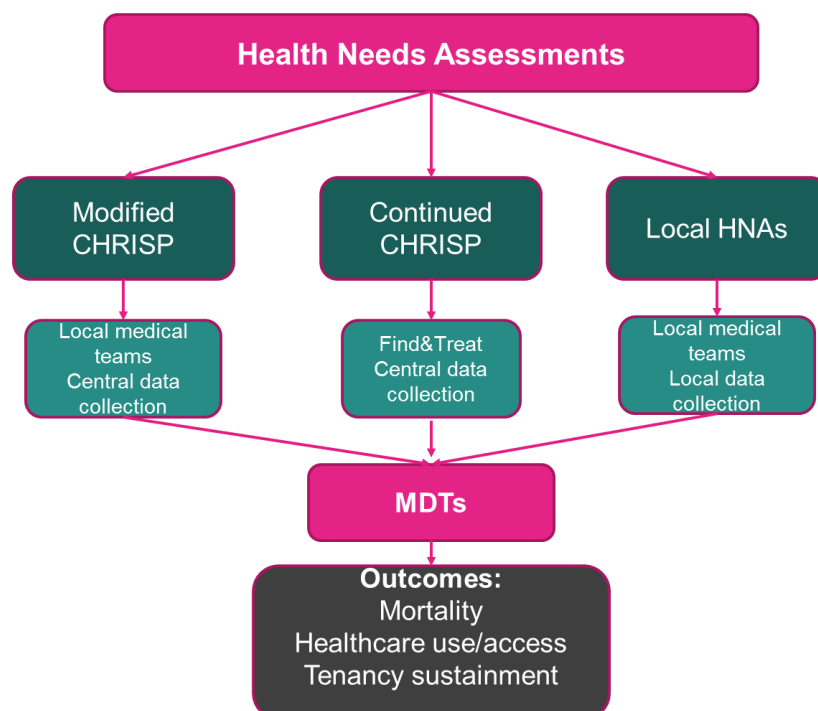 Health Needs Assessments
Modified
CHRISP
Continued
CHRISP
Local HNAs
Local medical
teams
Central data
collection
Find&Treat
Central data
collection
Local medical
teams
Local data
collection
MDTs
Outcomes:
Mortality
Healthcare use/access
Tenancy sustainment